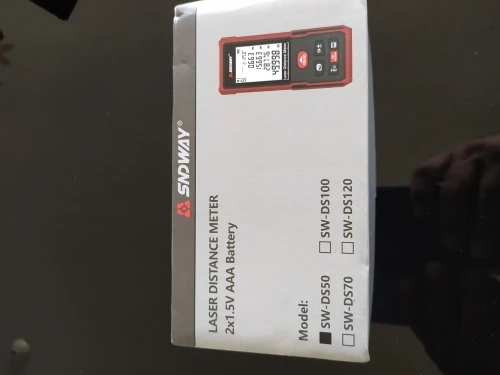 SNDWAY®
LASER DISTANCE METER
2x1.5V AAA Battery
Model:
SW-DS50 SW-DS100
SW-DS70 SW-DS120